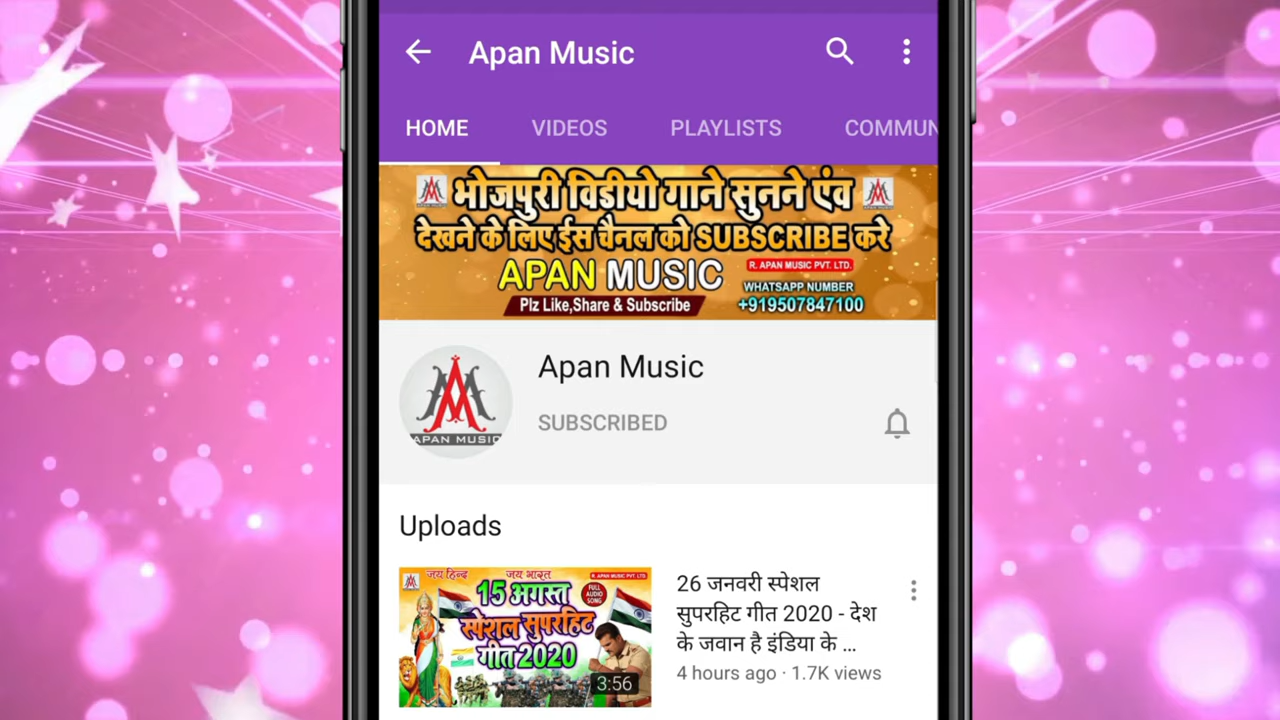 Apan Music
HOME VIDEOS PLAYLISTS COMMUN
भोजपुरी विडीयो गाने सुनने एंव
देखने के लिए ईस चैनल को SUBSCRIBE करे
APAN MUSIC
R. APAN MUSIC PVT. LTD.
Plz Like,Share & Subscribe
WHATSAPP NUMBER
+919507847100
Apan Music
SUBSCRIBED
APAN MUSIC
Uploads
जय हिन्द जय भारत
R. APAN MUSIC PVT. LTD
15 अगस्त
FULL
AUDIO
SONG
स्पेशल सुपरहिट
गीत 2020
3:56
26 जनवरी स्पेशल
सुपरहिट गीत 2020 - देश
के जवान है इंडिया के ...
4 hours ago · 1.7K views